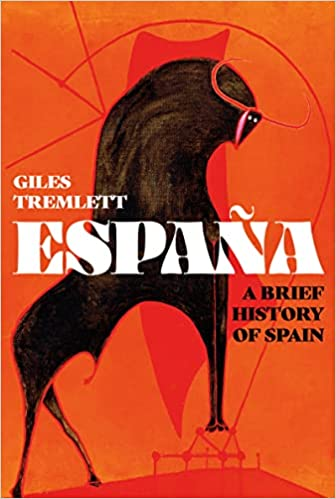 GILES
TREMLETT
ESPAÑA
A BRIEF
HISTORY
OF SPAIN